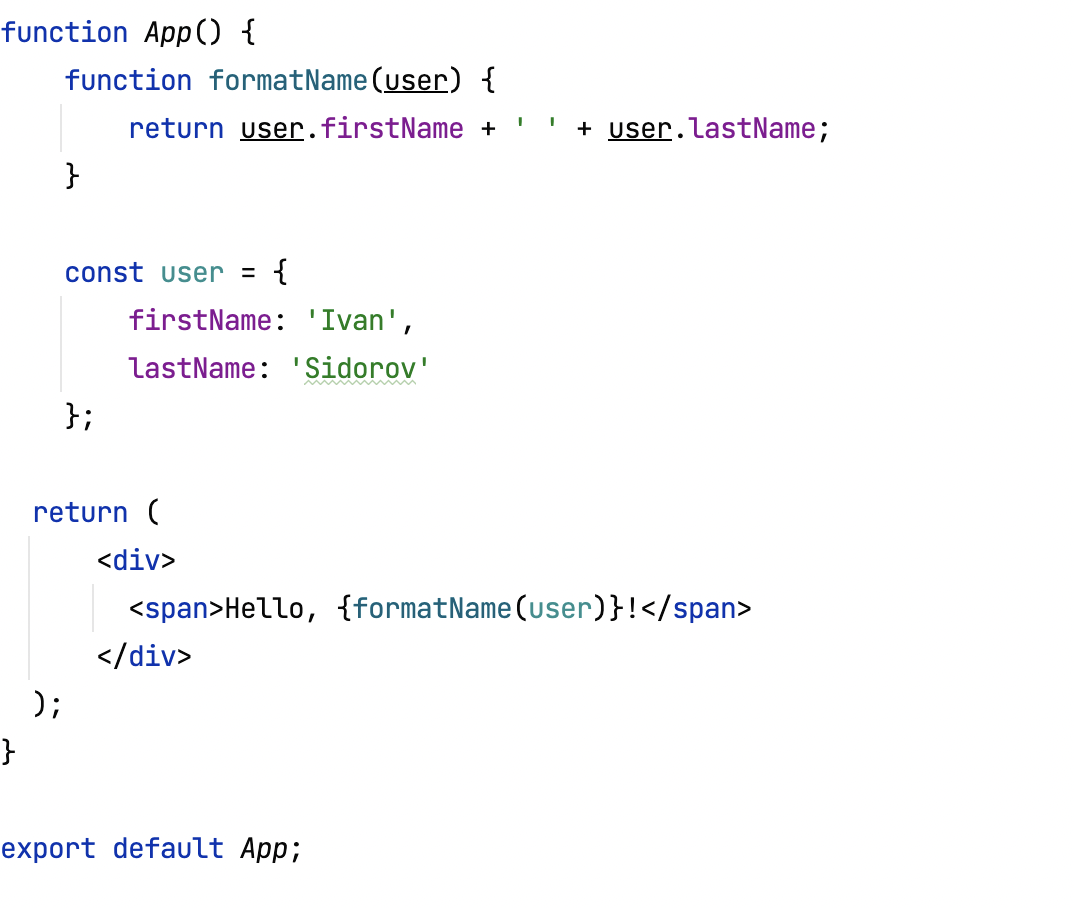 function App() {
    function formatName(user) {
        return user.firstName + ' ' + user.lastName;
    }

    const user = {
        firstName: 'Ivan',
        lastName: 'Sidorov'
    };

  return (
      <div>
        <span>Hello, {formatName(user)}!</span>
      </div>
  );
}

export default App;